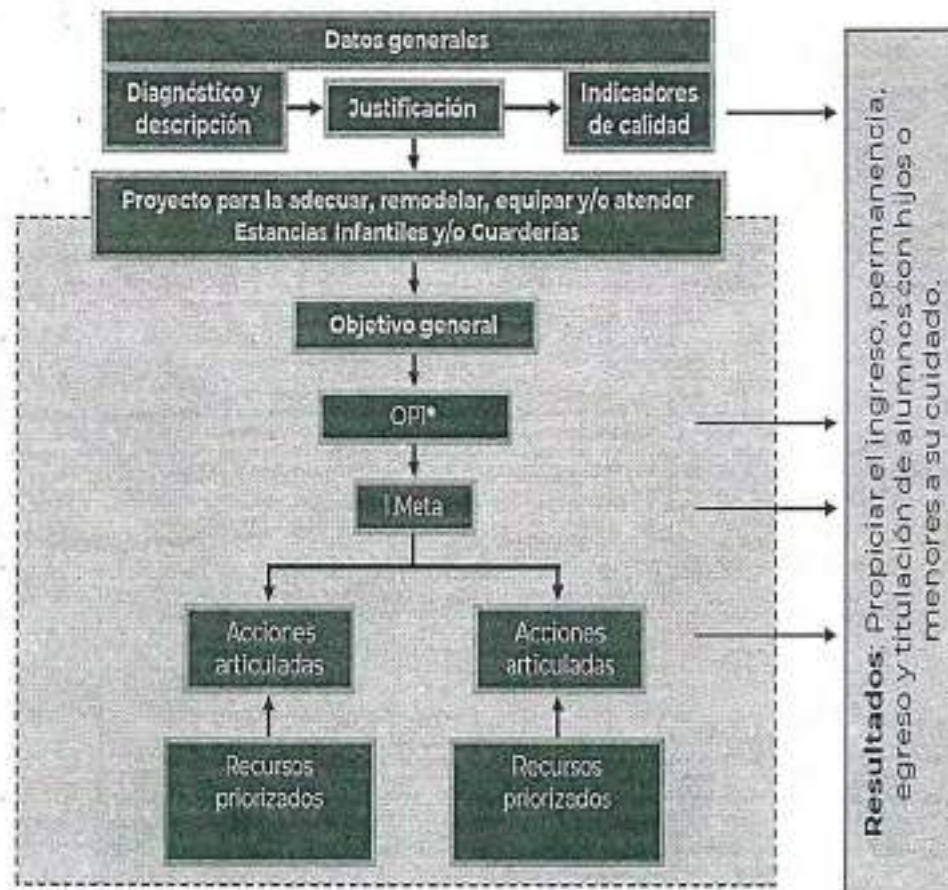 Datos generales
Diagnóstico y
descripción
Justificación
Indicadores
de calidad
Proyecto para la adecuar, remodelar, equipar y/o atender
Estancias Infantiles y/o Guarderías
Objetivo general
OP1*
1 Meta
Acciones
articuladas
Acciones
articuladas
Recursos
priorizados
Recursos
priorizados
Resultados: Propiciar el ingreso, permanencia,
egreso y titulación de alumnos con hijos o
menores a su cuidado.